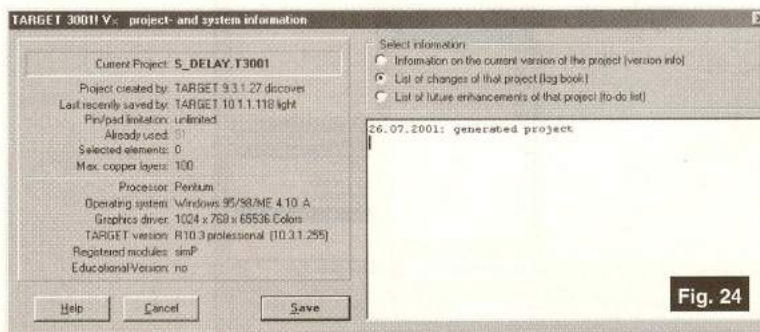 TARGET 3001! V project- and system information
Current Project: S_DELAY.T3001
Project created by: TARGET 9.3.1.27 discover
Last recently saved by: TARGET 10.1.1.118 light
Pin/pad limitation: unlimited
Already used: 91
Selected elements: 0
Max. copper layers: 100
Processor: Pentium
Operating system: Windows 95/98/ME 4.10 A
Graphics driver: 1024 x 768 x 65536 Colors
TARGET version: R10.3 professional (10.3.1.255)
Registered modules: simP
Educational Version: no
Help
Cancel
Save
Select information
Information on the current version of the project (version info)
List of changes of that project (log book)
List of future enhancements of that project (to-do list)
26.07.2001: generated project
Fig. 24